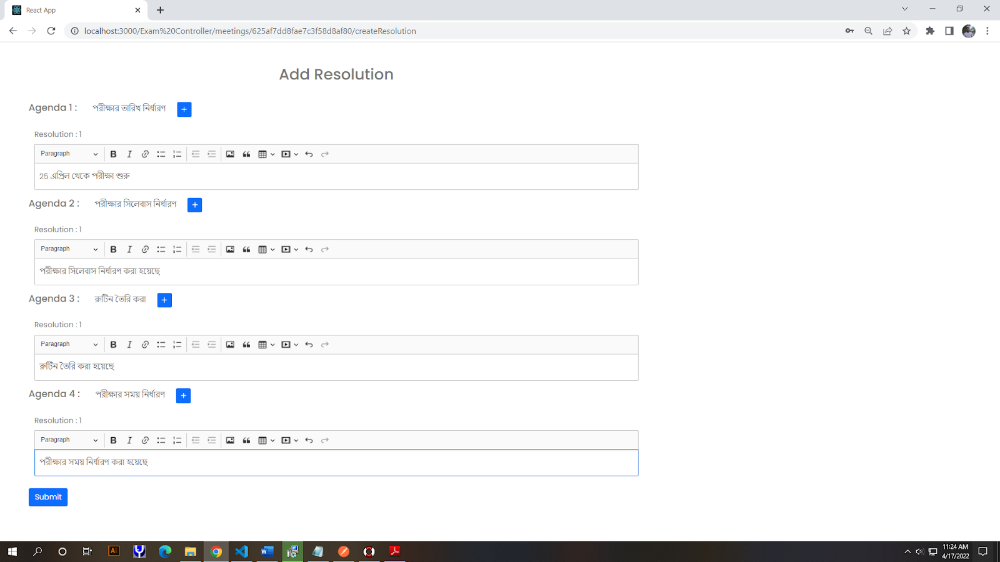 React App
localhost:3000/Exam%20Controller/meetings/625af7dd8fae7c3f58d8af80/createResolution
Add Resolution
Agenda 1 : পরীক্ষার তারিখ নির্ধারণ +
Resolution : 1
Paragraph
25 এপ্রিল থেকে পরীক্ষা শুরু
Agenda 2 : পরীক্ষার সিলেবাস নির্ধারণ +
Resolution : 1
Paragraph
পরীক্ষার সিলেবাস নির্ধারণ করা হয়েছে
Agenda 3 : রুটিন তৈরি করা +
Resolution : 1
Paragraph
রুটিন তৈরি করা হয়েছে
Agenda 4 : পরীক্ষার সময় নির্ধারণ +
Resolution : 1
Paragraph
পরীক্ষার সময় নির্ধারণ করা হয়েছে
Submit
11:24 AM
4/17/2022